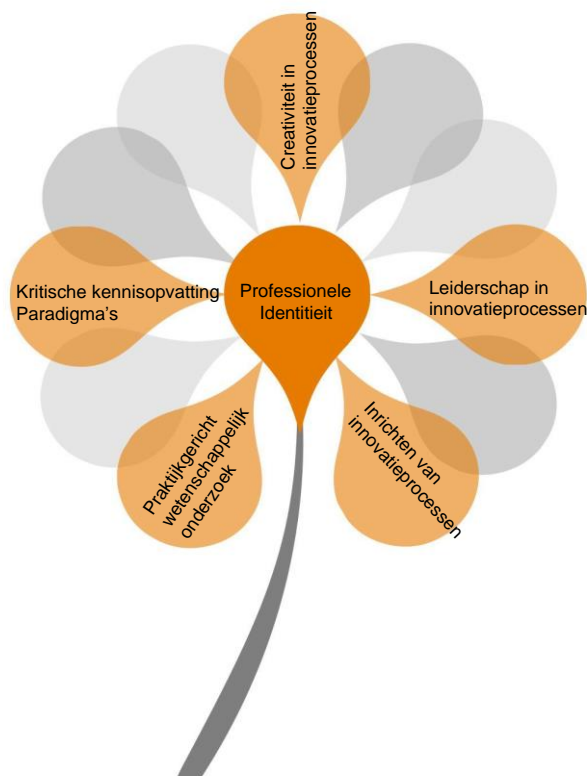 Creativiteit in
innovatieprocessen
Kritische kennisopvatting
Paradigma's
Professionele
Identitieit
Leiderschap in
innovatieprocessen
Praktijkgericht
wetenschappelijk
onderzoek
Inrichten van
innovatieprocessen